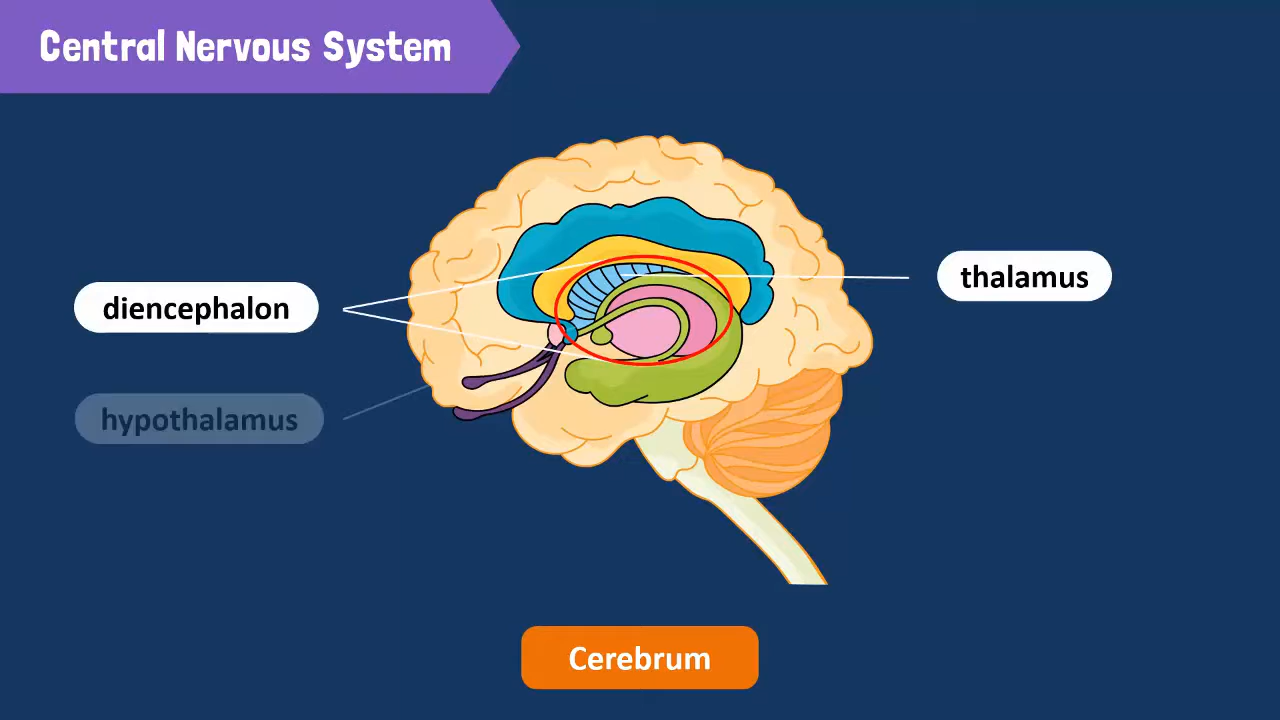 Central Nervous System
thalamus
diencephalon
hypothalamus
Cerebrum